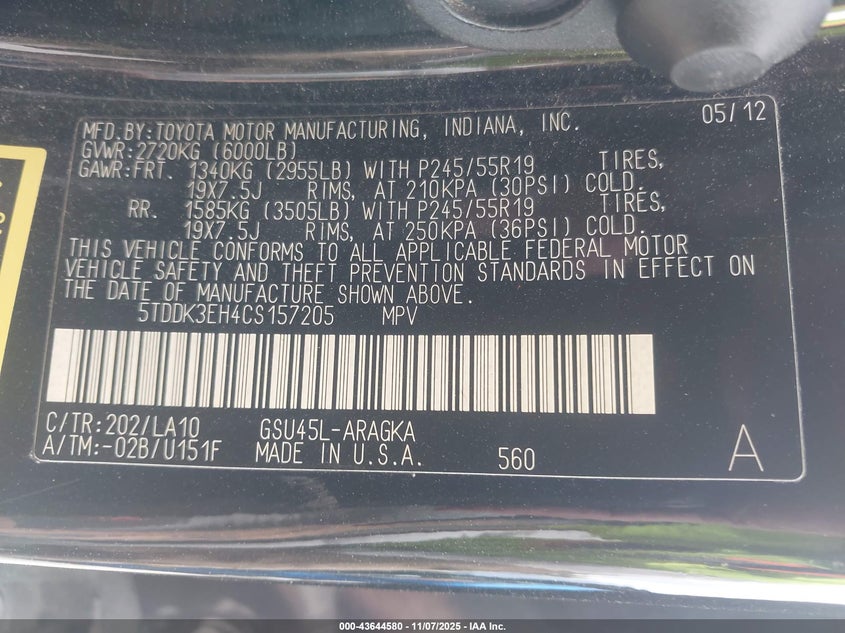 MFD.BY:TOYOTA MOTOR MANUFACTURING, INDIANA, INC. 05/12
GVWR:2720KG (6000LB)
GAWR:FRT. 1340KG (2955LB) WITH P245/55R19 TIRES,
19X7.5J RIMS, AT 210KPA (30PSI) COLD.
RR. 1585KG (3505LB) WITH P245/55R19 TIRES,
19X7.5J RIMS, AT 250KPA (36PSI) COLD.
THIS VEHICLE CONFORMS TO ALL APPLICABLE FEDERAL MOTOR
VEHICLE SAFETY AND THEFT PREVENTION STANDARDS IN EFFECT ON
THE DATE OF MANUFACTURE SHOWN ABOVE.
5TDDK3EH4CS157205 MPV
C/TR:202/LA10 GSU45L-ARAGKA
A/TM:-02B/U151F MADE IN U.S.A. 560 A
000-43644580 - 11/07/2025 - IAA Inc.